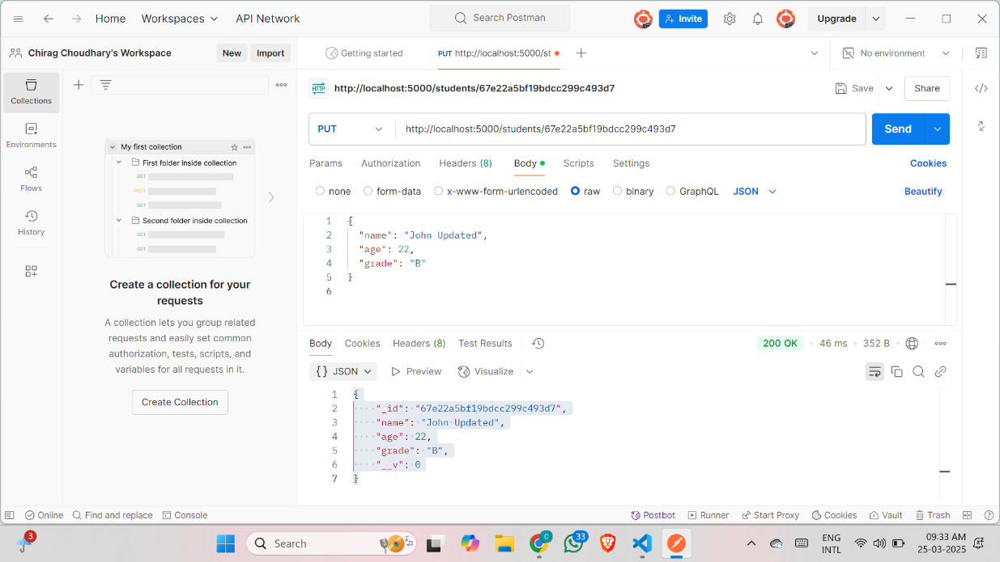 Home Workspaces API Network Search Postman Invite Upgrade
Chirag Choudhary's Workspace New Import Getting started PUT http://localhost:5000/st No environment
Collections
Environments
Flows
History
My first collection
First folder inside collection
GET
POST
GET
Second folder inside collection
GET
GET
Create a collection for your
requests
A collection lets you group related
requests and easily set common
authorization, tests, scripts, and
variables for all requests in it.
Create Collection
HTTP http://localhost:5000/students/67e22a5bf19bdcc299c493d7 Save Share
PUT http://localhost:5000/students/67e22a5bf19bdcc299c493d7 Send
Params Authorization Headers (8) Body Scripts Settings Cookies
none form-data x-www-form-urlencoded raw binary GraphQL JSON Beautify
1 {
2 "name": "John Updated",
3 "age": 22,
4 "grade": "B"
5 }
6
Body Cookies Headers (8) Test Results 200 OK 46 ms 352 B
{} JSON Preview Visualize
1 {
2 "_id": "67e22a5bf19bdcc299c493d7",
3 "name": "John Updated",
4 "age": 22,
5 "grade": "B",
6 "__v": 0
7 }
Online Find and replace Console Postbot Runner Start Proxy Cookies Vault Trash
3 Search C 33 ENG
INTL
09:33 AM
25-03-2025